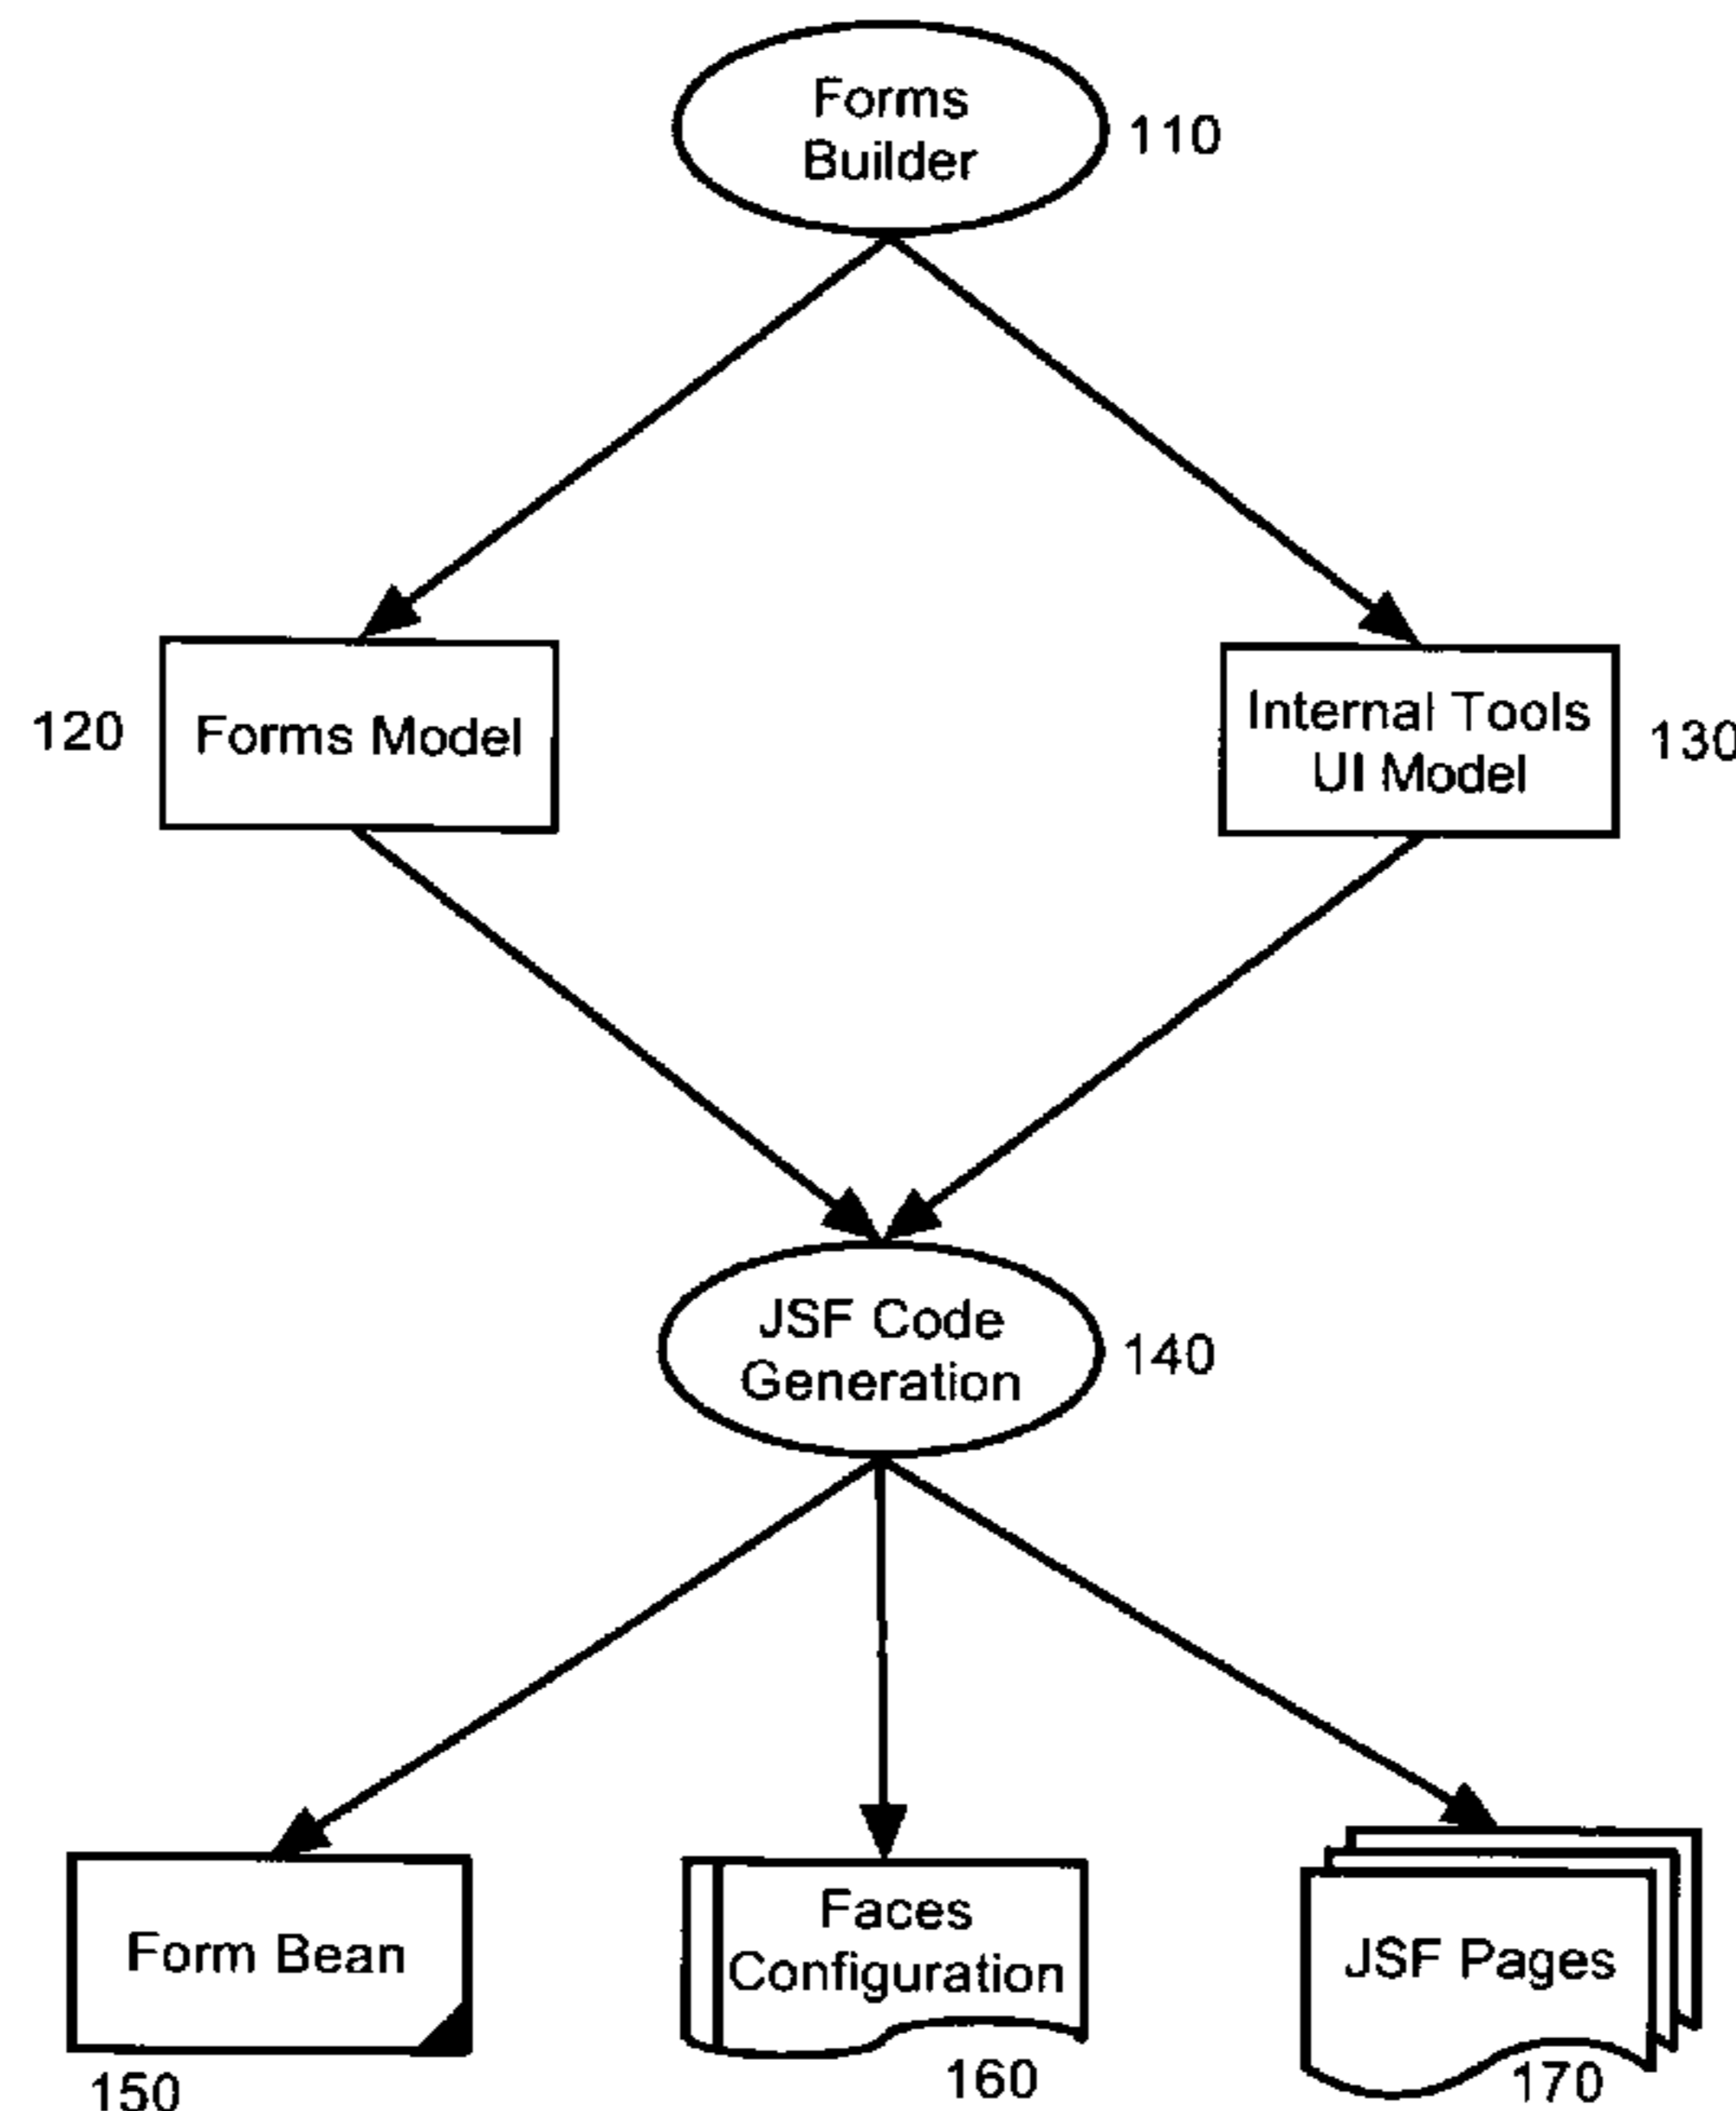 Forms
Builder
110
120
Forms Model
Internal Tools
UI Model
130
JSF Code
Generation
140
Form Bean
150
Faces
Configuration
160
JSF Pages
170